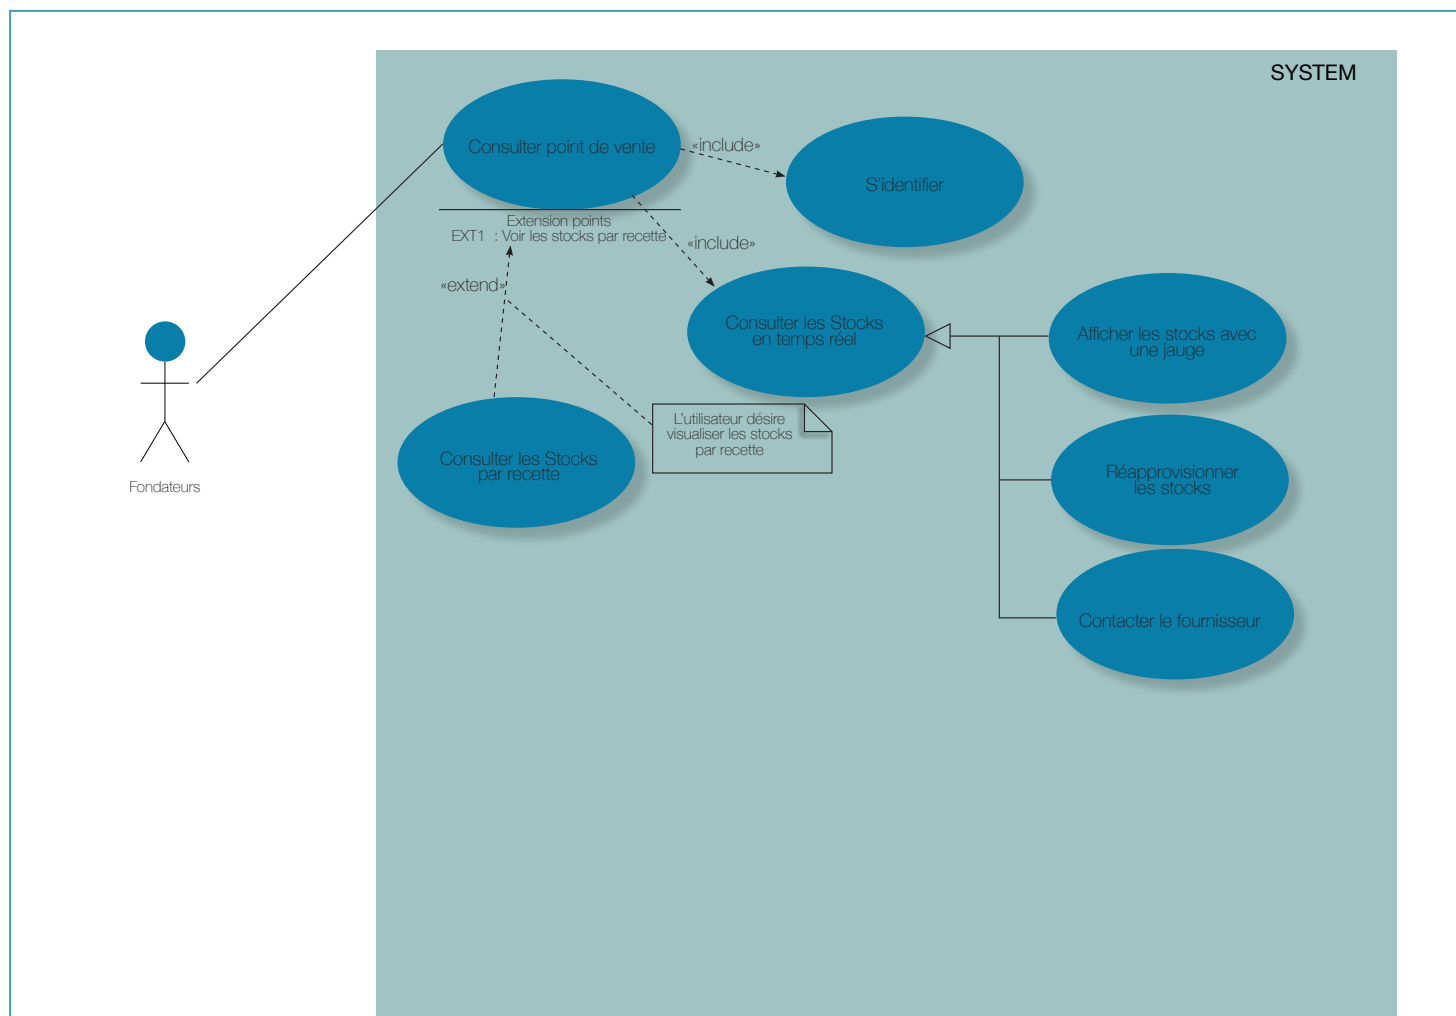 SYSTEM
Consulter point de vente
«include»
S'identifier
Extension points
EXT1 : Voir les stocks par recette
«include»
«extend»
Consulter les Stocks
en temps réel
Afficher les stocks avec
une jauge
L'utilisateur désire
visualiser les stocks
par recette
Consulter les Stocks
par recette
Réapprovisionner
les stocks
Fondateurs
Contacter le fournisseur